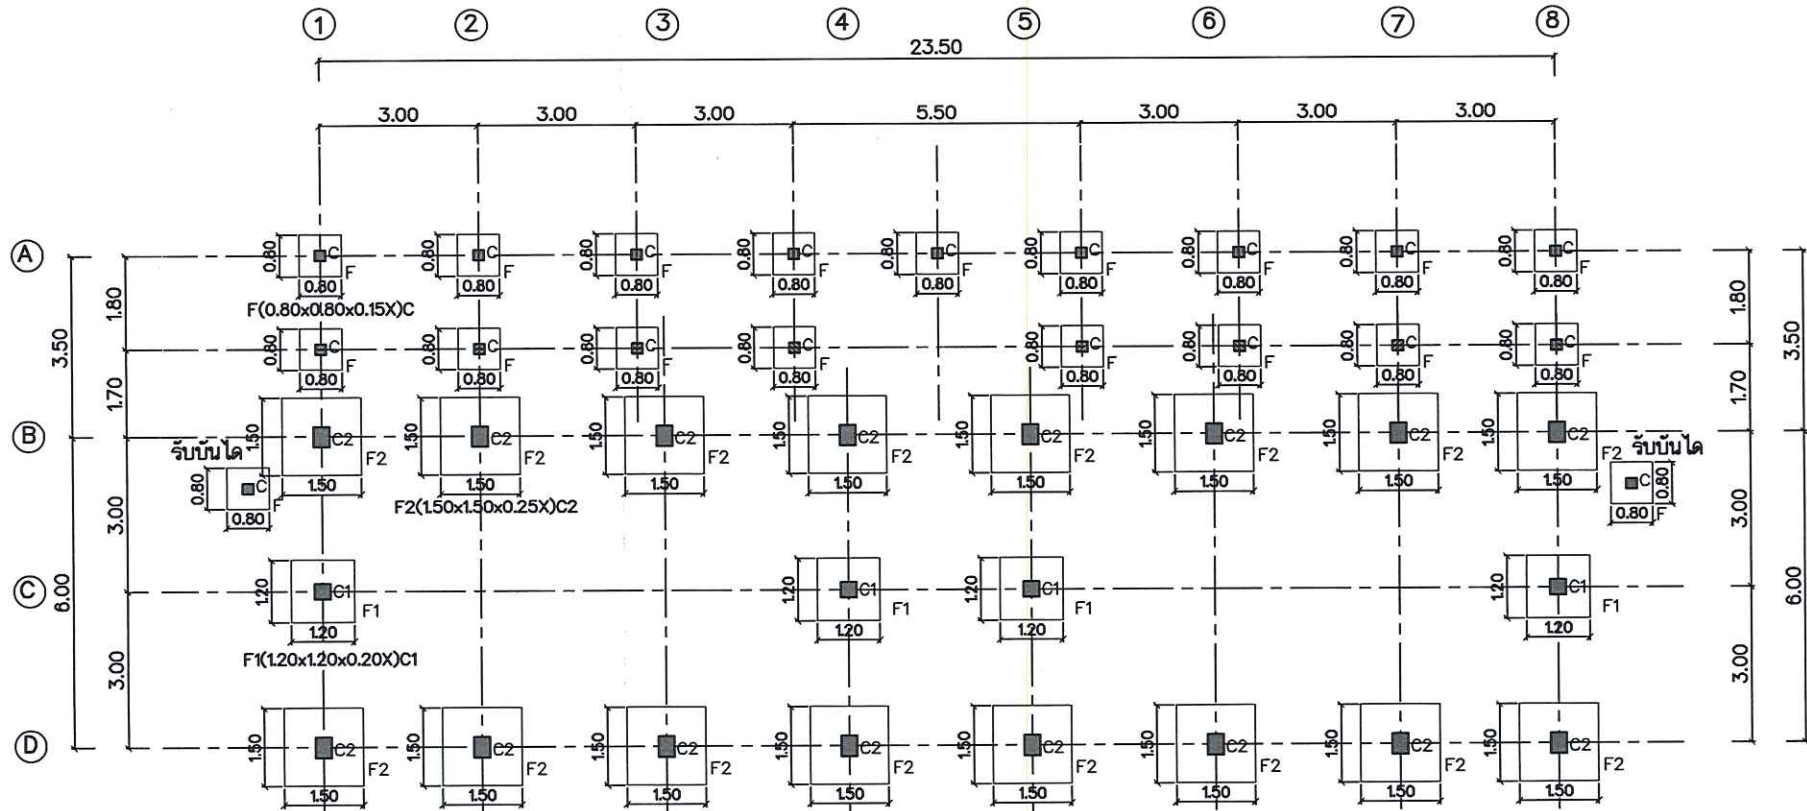 1 2 3 4 5 6 7 8
23.50
3.00 3.00 3.00 5.50 3.00 3.00 3.00
A
0.80 C F 0.80 C F 0.80 C F 0.80 C F 0.80 C F 0.80 C F 0.80 C F 0.80 C F 0.80 C F
0.80 0.80 0.80 0.80 0.80 0.80 0.80 0.80 0.80
F(0.80x0.80x0.15X)C
3.50 1.80 1.80 3.50
0.80 C F 0.80 C F 0.80 C F 0.80 C F 0.80 C F 0.80 C F 0.80 C F 0.80 C F
0.80 0.80 0.80 0.80 0.80 0.80 0.80 0.80
1.70 1.70
B
1.50 C2 F2 1.50 C2 F2 1.50 C2 F2 1.50 C2 F2 1.50 C2 F2 1.50 C2 F2 1.50 C2 F2 1.50 C2 F2
1.50 1.50 1.50 1.50 1.50 1.50 1.50 1.50
รับบันได รับบันได
0.80 C F C 0.80 F
0.80 0.80
F2(1.50x1.50x0.25X)C2
3.00 3.00
C
6.00 6.00
1.20 C1 F1 1.20 C1 F1 1.20 C1 F1 1.20 C1 F1
1.20 1.20 1.20 1.20
F1(1.20x1.20x0.20X)C1
3.00 3.00
D
1.50 C2 F2 1.50 C2 F2 1.50 C2 F2 1.50 C2 F2 1.50 C2 F2 1.50 C2 F2 1.50 C2 F2 1.50 C2 F2
1.50 1.50 1.50 1.50 1.50 1.50 1.50 1.50